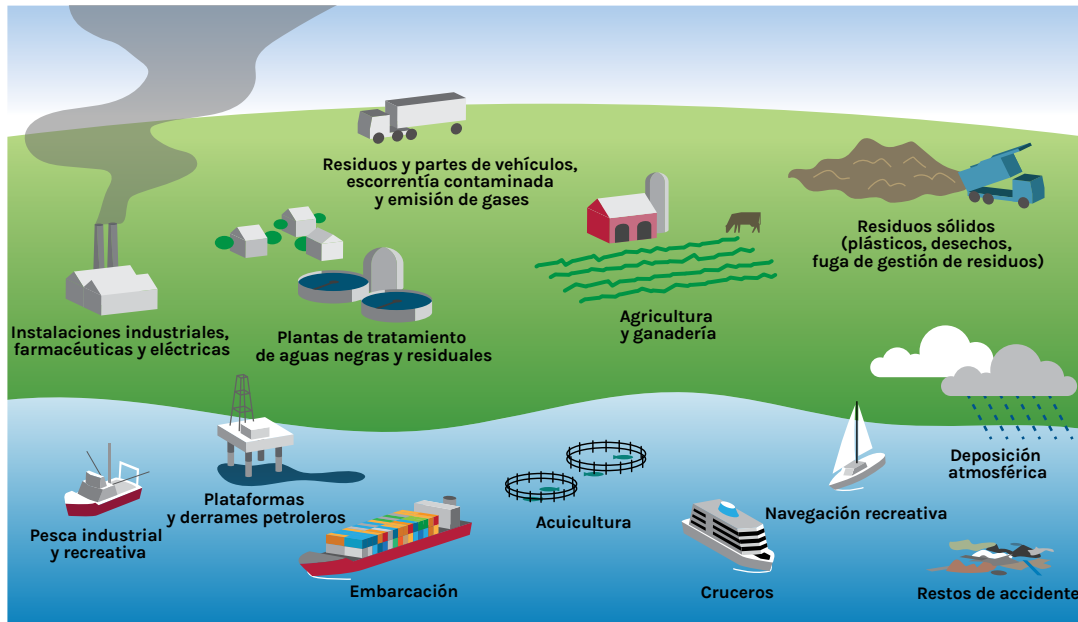 Residuos y partes de vehículos,
escorrentía contaminada
y emisión de gases
Residuos sólidos
(plásticos, desechos,
fuga de gestión de residuos)
Instalaciones industriales,
farmacéuticas y eléctricas
Plantas de tratamiento
de aguas negras y residuales
Agricultura
y ganadería
Deposición
atmosférica
Pesca industrial
y recreativa
Plataformas
y derrames petroleros
Acuicultura
Navegación recreativa
Embarcación
Cruceros
Restos de accidente